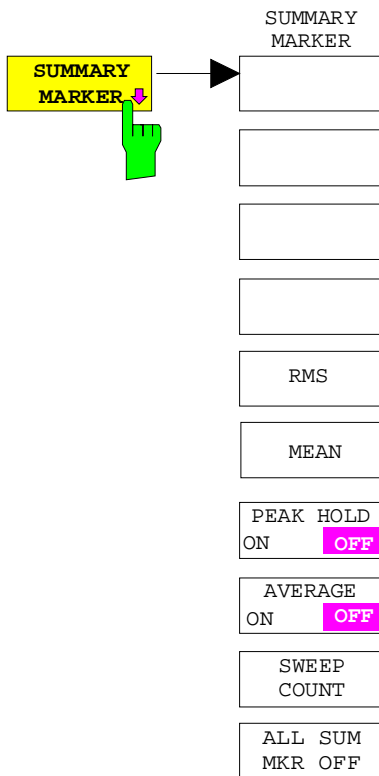 SUMMARY
MARKER
SUMMARY
MARKER
RMS
MEAN
PEAK HOLD
ON OFF
AVERAGE
ON OFF
SWEEP
COUNT
ALL SUM
MKR OFF